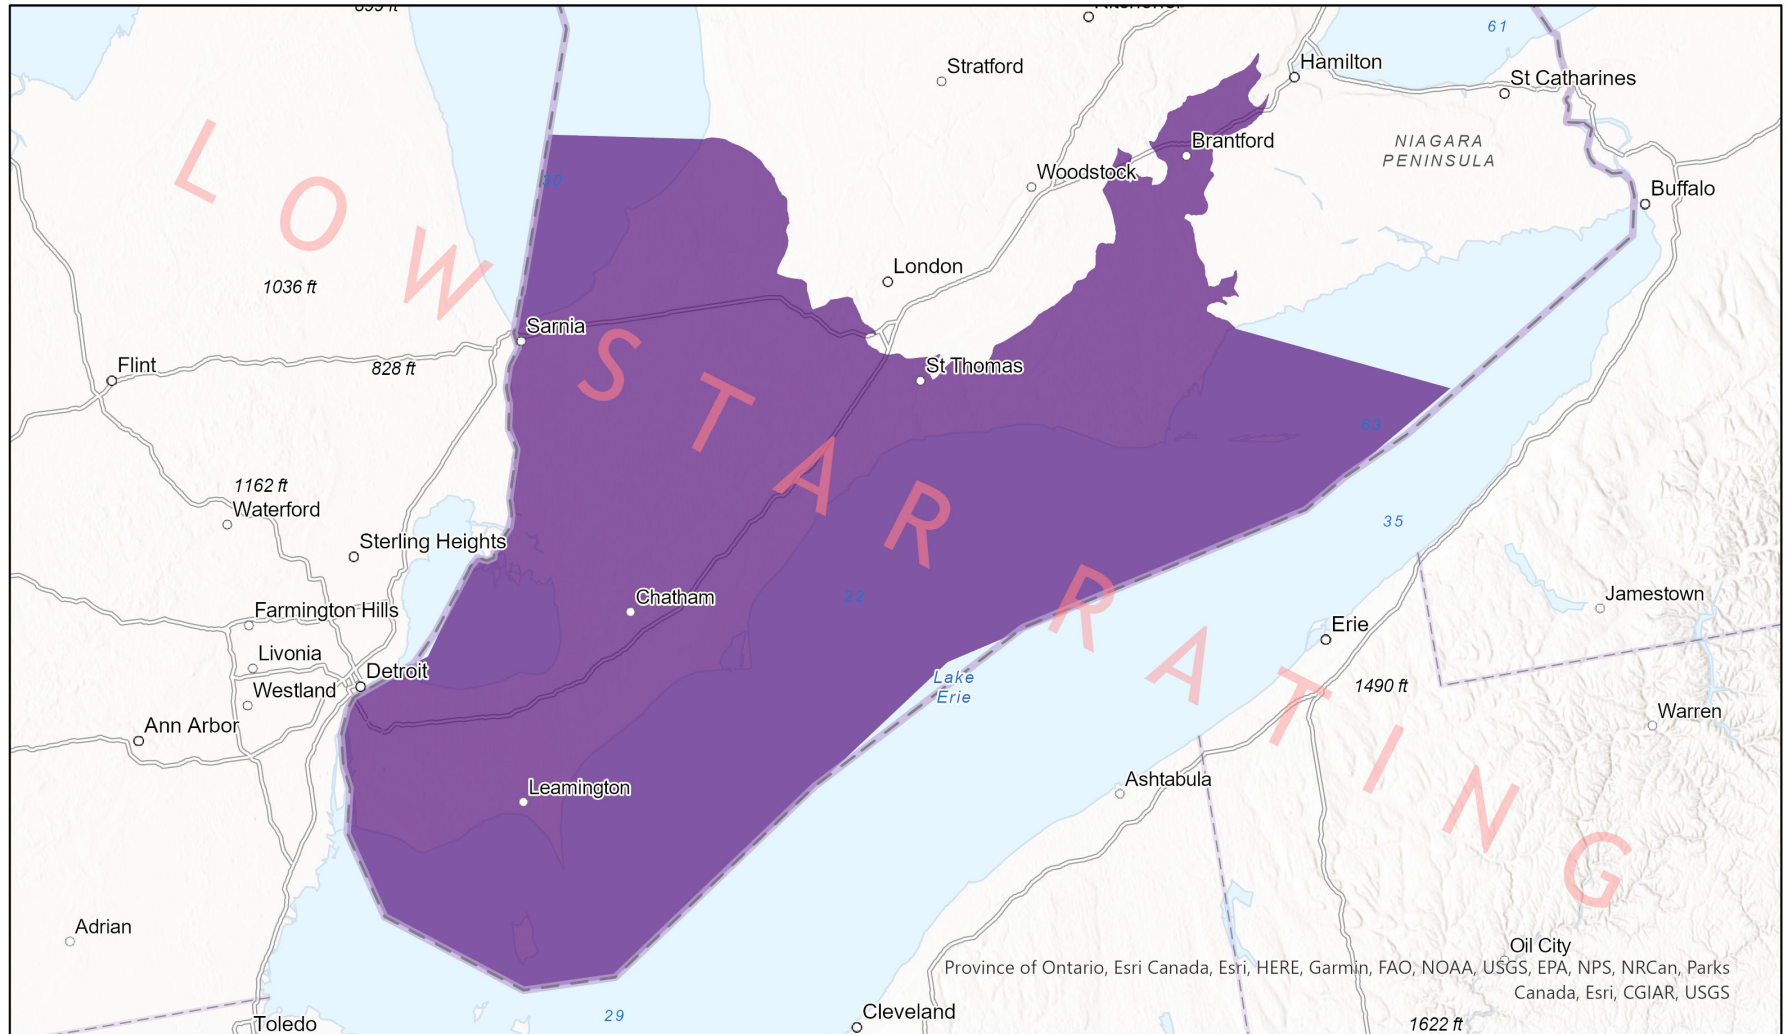 61
Hamilton
Stratford
St Catharines
NIAGARA
PENINSULA
Brantford
Woodstock
30
Buffalo
London
1036 ft
Sarnia
Flint
828 ft
St Thomas
63
1162 ft
Waterford
35
Sterling Heights
Chatham
22
Jamestown
Farmington Hills
Erie
Livonia
Detroit
Lake
Erie
Westland
1490 ft
Ann Arbor
Warren
Leamington
Ashtabula
Adrian
Oil City
Province of Ontario, Esri Canada, Esri, HERE, Garmin, FAO, NOAA, USGS, EPA, NPS, NRCan, Parks
Canada, Esri, CGIAR, USGS
29
Cleveland
Toledo
1622 ft
LOW STAR RATING